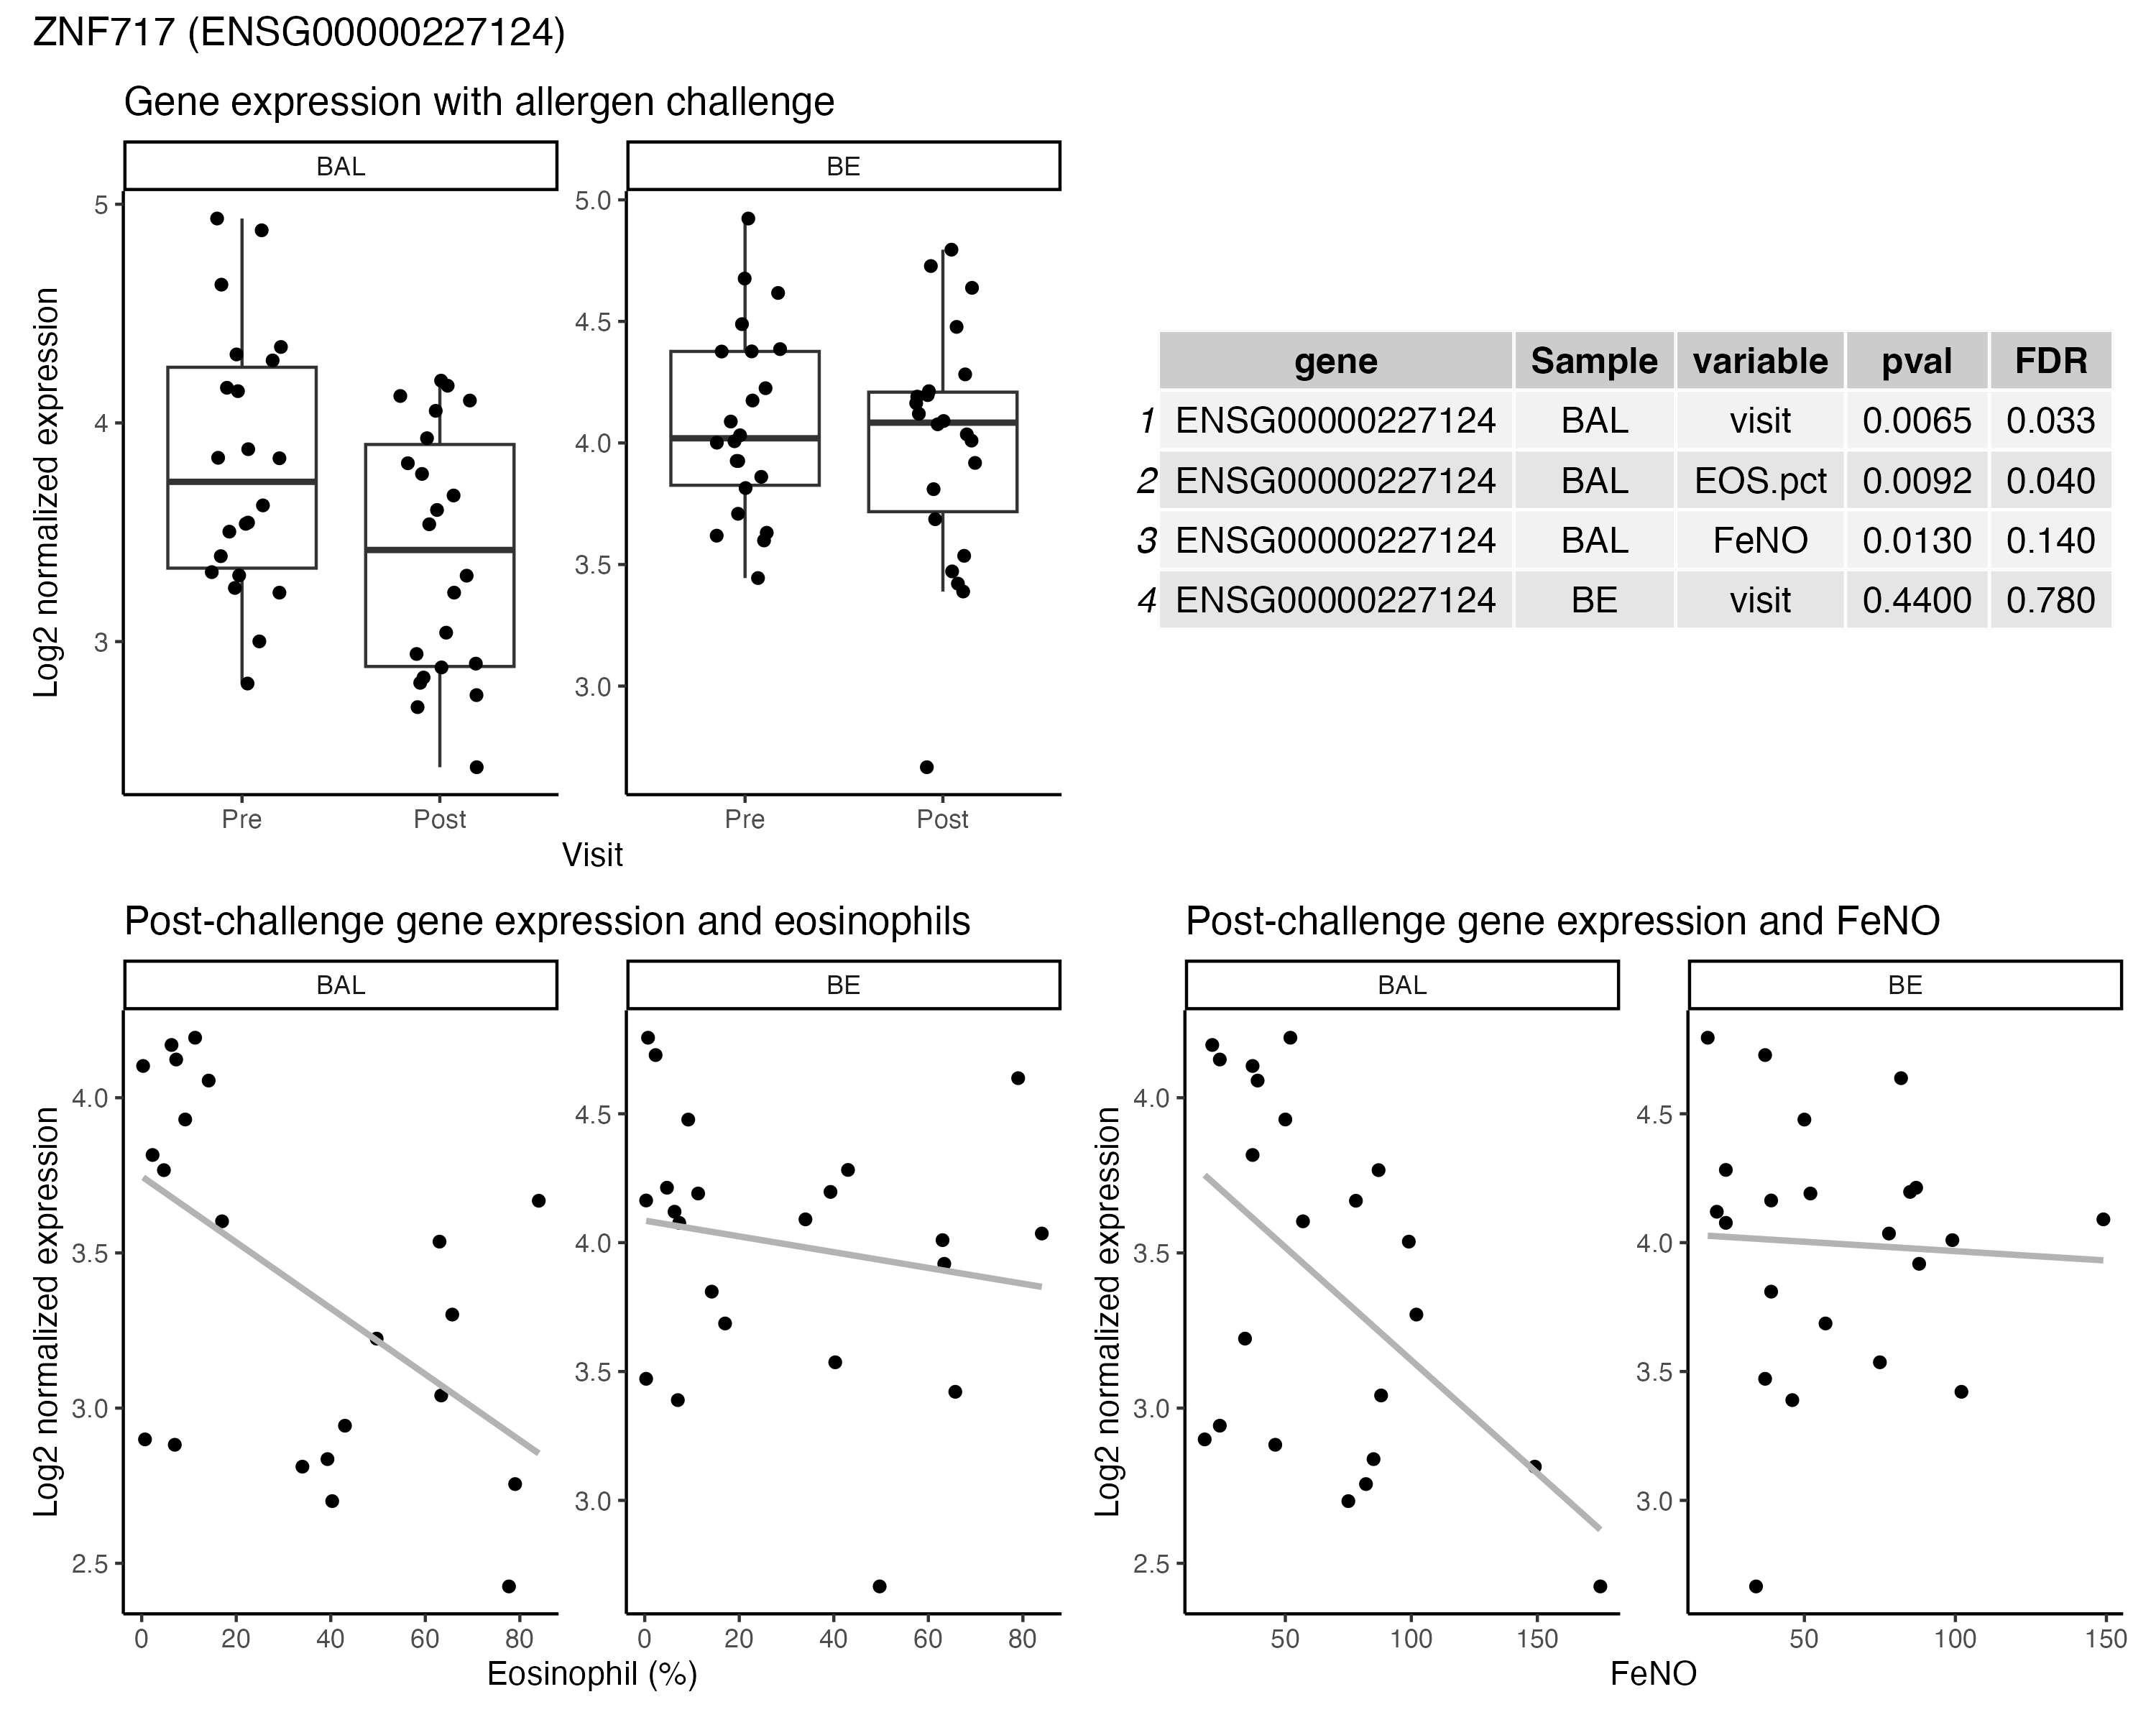 ZNF717 (ENSG00000227124)
Gene expression with allergen challenge
BAL
BE
Log2 normalized expression
5
4
3
5.0
4.5
4.0
3.5
3.0
Pre
Post
Pre
Post
Visit
gene Sample variable pval FDR
1 ENSG00000227124 BAL visit 0.0065 0.033
2 ENSG00000227124 BAL EOS.pct 0.0092 0.040
3 ENSG00000227124 BAL FeNO 0.0130 0.140
4 ENSG00000227124 BE visit 0.4400 0.780
Post-challenge gene expression and eosinophils
BAL
BE
Log2 normalized expression
4.0
3.5
3.0
2.5
4.5
4.0
3.5
3.0
0 20 40 60 80
0 20 40 60 80
Eosinophil (%)
Post-challenge gene expression and FeNO
BAL
BE
Log2 normalized expression
4.0
3.5
3.0
2.5
4.5
4.0
3.5
3.0
50 100 150
50 100 150
FeNO